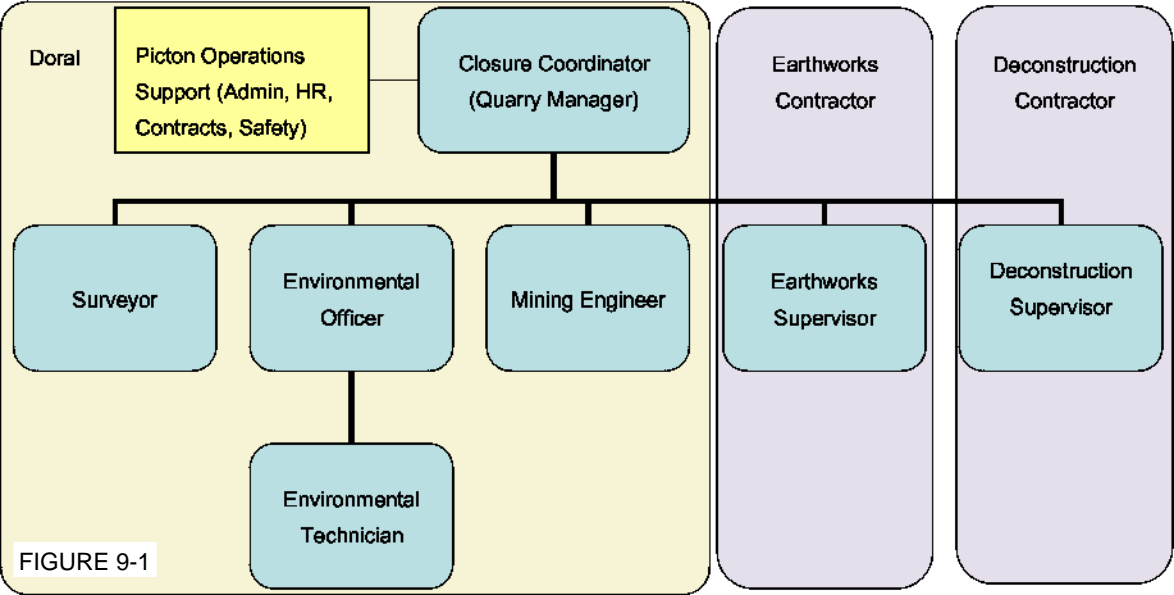 Doral
Picton Operations
Support (Admin, HR,
Contracts, Safety)
Closure Coordinator
(Quarry Manager)
Earthworks
Contractor
Deconstruction
Contractor
Surveyor
Environmental
Officer
Mining Engineer
Earthworks
Supervisor
Deconstruction
Supervisor
Environmental
Technician
FIGURE 9-1